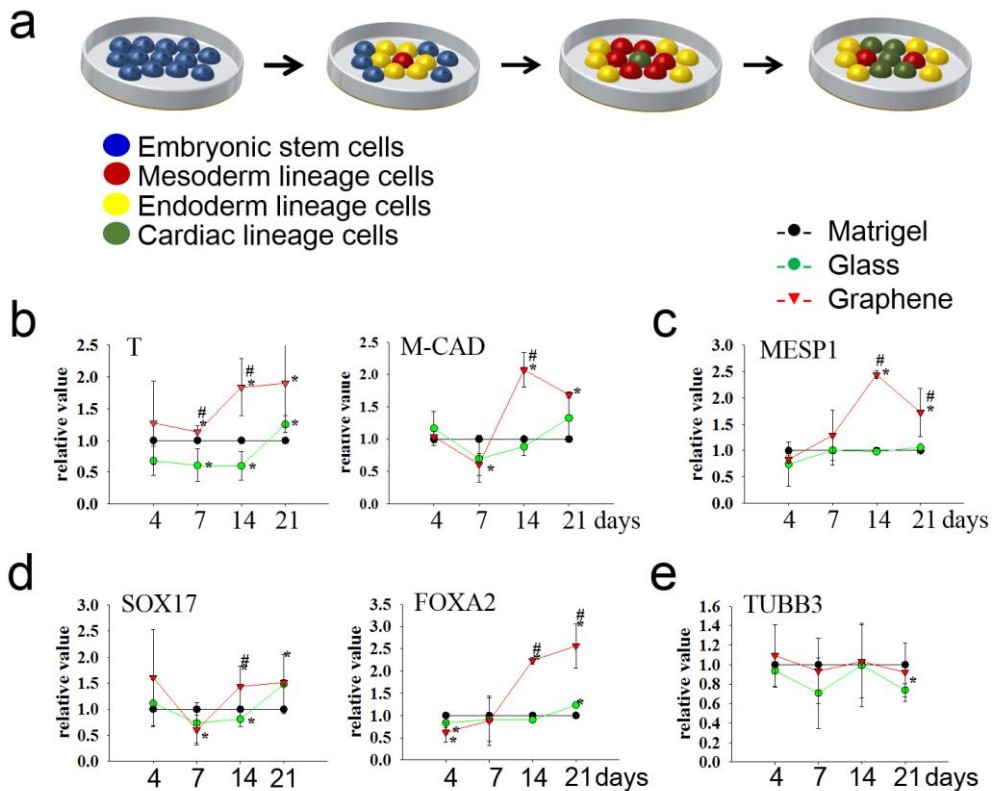 a
Embryonic stem cells
Mesoderm lineage cells
Endoderm lineage cells
Cardiac lineage cells
Matrigel
Glass
Graphene
b
T
relative value
2.5
2.0
1.5
1.0
0.5
0.0
#
*
#
*
*
*
*
*
4 7 14 21
M-CAD
relative value
2.5
2.0
1.5
1.0
0.5
0.0
#
*
*
*
4 7 14 21 days
c
MESP1
relative value
3.0
2.5
2.0
1.5
1.0
0.5
0.0
#
#
*
4 7 14 21
d
SOX17
relative value
3.0
2.5
2.0
1.5
1.0
0.5
0.0
#
*
*
*
*
4 7 14 21
FOXA2
relative value
3.5
3.0
2.5
2.0
1.5
1.0
0.5
0.0
#
*
#
*
*
*
*
4 7 14 21 days
e
TUBB3
relative value
1.6
1.4
1.2
1.0
0.8
0.6
0.4
0.2
0.0
*
4 7 14 21